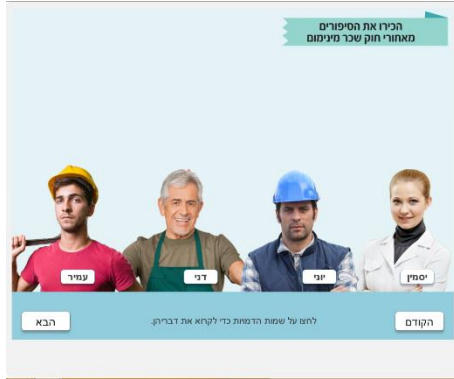 הכירו את הסיפורים
מאחורי חוק שכר מינימום
יסמין
יוני
דני
עמיר
הקודם
לחצו על שמות הדמויות כדי לקרוא את דבריהן.
הבא